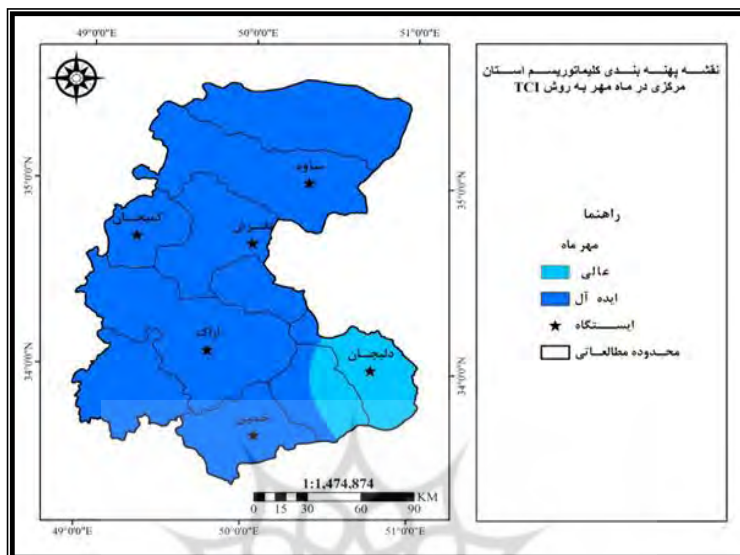 49°0'0"E 50°0'0"E 51°0'0"E
نقشه پهنه بندی کلیماتوریسم استان
مرکزی در ماه مهر به روش TCI
35°0'0"N 35°0'0"N
ساوه
کمیجان
تفرش
راهنما
مهر ماه
عالی
ایده آل
ایستگاه
محدوده مطالعاتی
اراک
دلیجان
34°0'0"N 34°0'0"N
خمین
1:1,474,874
KM
0 15 30 60 90
49°0'0"E 50°0'0"E 51°0'0"E